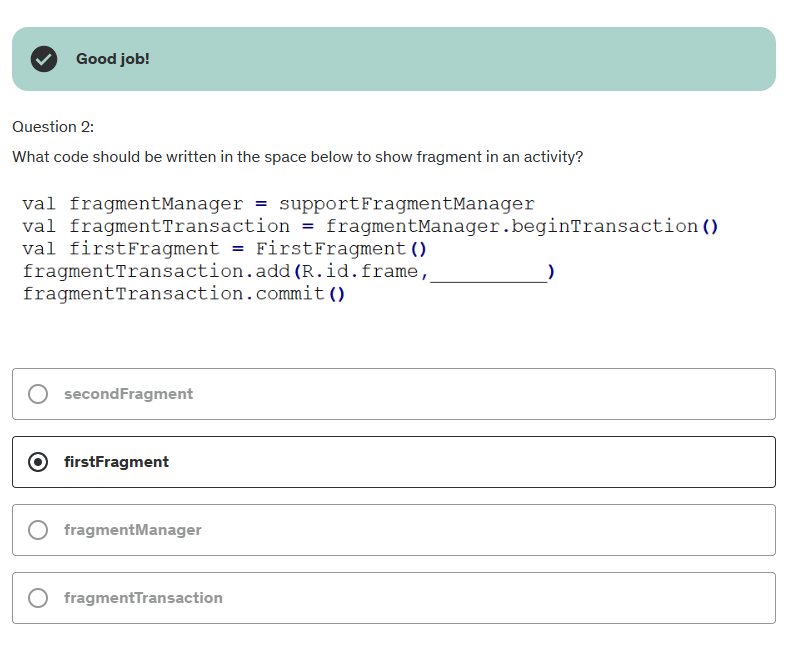 Good job!
Question 2:
What code should be written in the space below to show fragment in an activity?
val fragmentManager = supportFragmentManager
val fragmentTransaction = fragmentManager.beginTransaction()
val firstFragment = FirstFragment()
fragmentTransaction.add(R.id.frame,___________)
fragmentTransaction.commit()
secondFragment
firstFragment
fragmentManager
fragmentTransaction